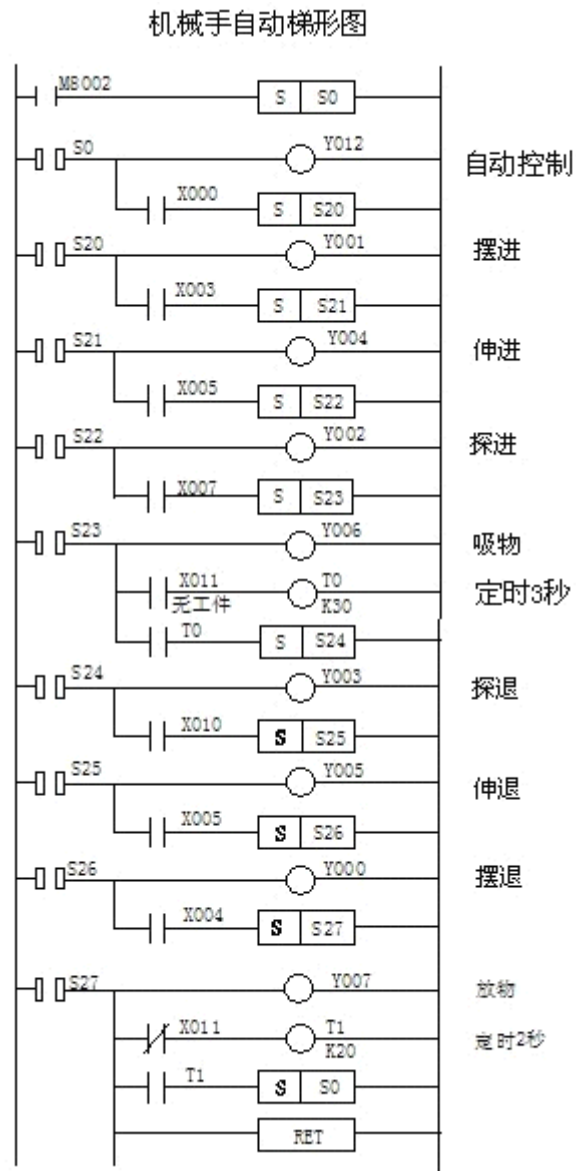 机械手自动梯形图
M8002 S S0
S0 Y012 自动控制
X000 S S20
S20 Y001 摆进
X003 S S21
S21 Y004 伸进
X005 S S22
S22 Y002 探进
X007 S S23
S23 Y006 吸物
X011 T0 定时3秒
无工件 K30
T0 S S24
S24 Y003 探退
X010 S S25
S25 Y005 伸退
X005 S S26
S26 Y000 摆退
X004 S S27
S27 Y007 放物
X011 T1 定时2秒
K20
T1 S S0
RET